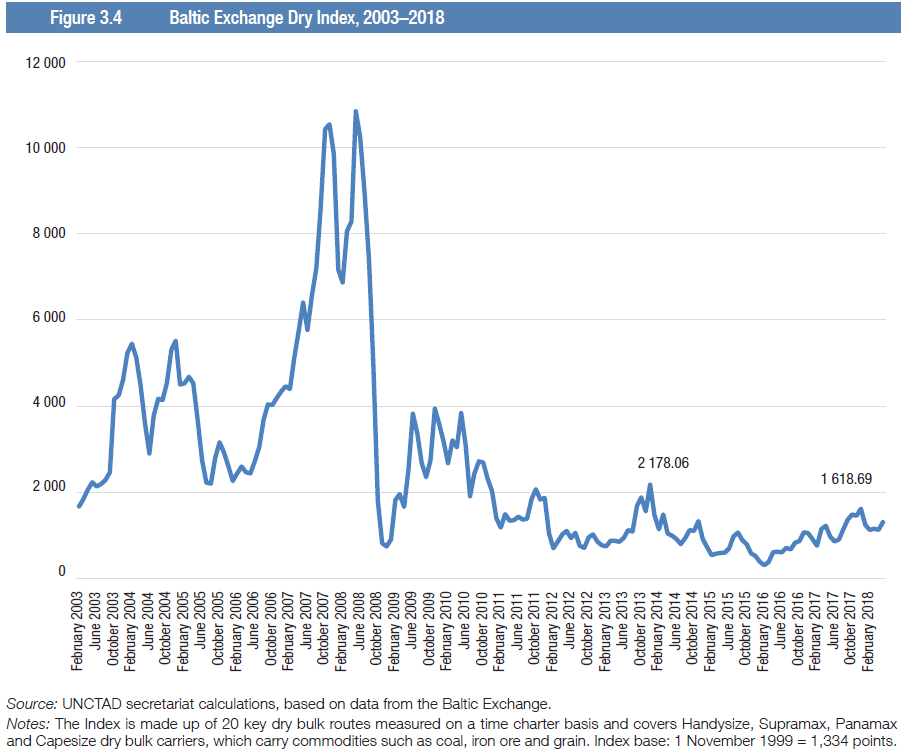 Figure 3.4 Baltic Exchange Dry Index, 2003–2018
12 000
10 000
8 000
6 000
4 000
2 000
0
2 178.06
1 618.69
February 2003
June 2003
October 2003
February 2004
June 2004
October 2004
February 2005
June 2005
October 2005
February 2006
June 2006
October 2006
February 2007
June 2007
October 2007
February 2008
June 2008
October 2008
February 2009
June 2009
October 2009
February 2010
June 2010
October 2010
February 2011
June 2011
October 2011
February 2012
June 2012
October 2012
February 2013
June 2013
October 2013
February 2014
June 2014
October 2014
February 2015
June 2015
October 2015
February 2016
June 2016
October 2016
February 2017
June 2017
October 2017
February 2018
Source: UNCTAD secretariat calculations, based on data from the Baltic Exchange.
Notes: The Index is made up of 20 key dry bulk routes measured on a time charter basis and covers Handysize, Supramax, Panamax
and Capesize dry bulk carriers, which carry commodities such as coal, iron ore and grain. Index base: 1 November 1999 = 1,334 points.